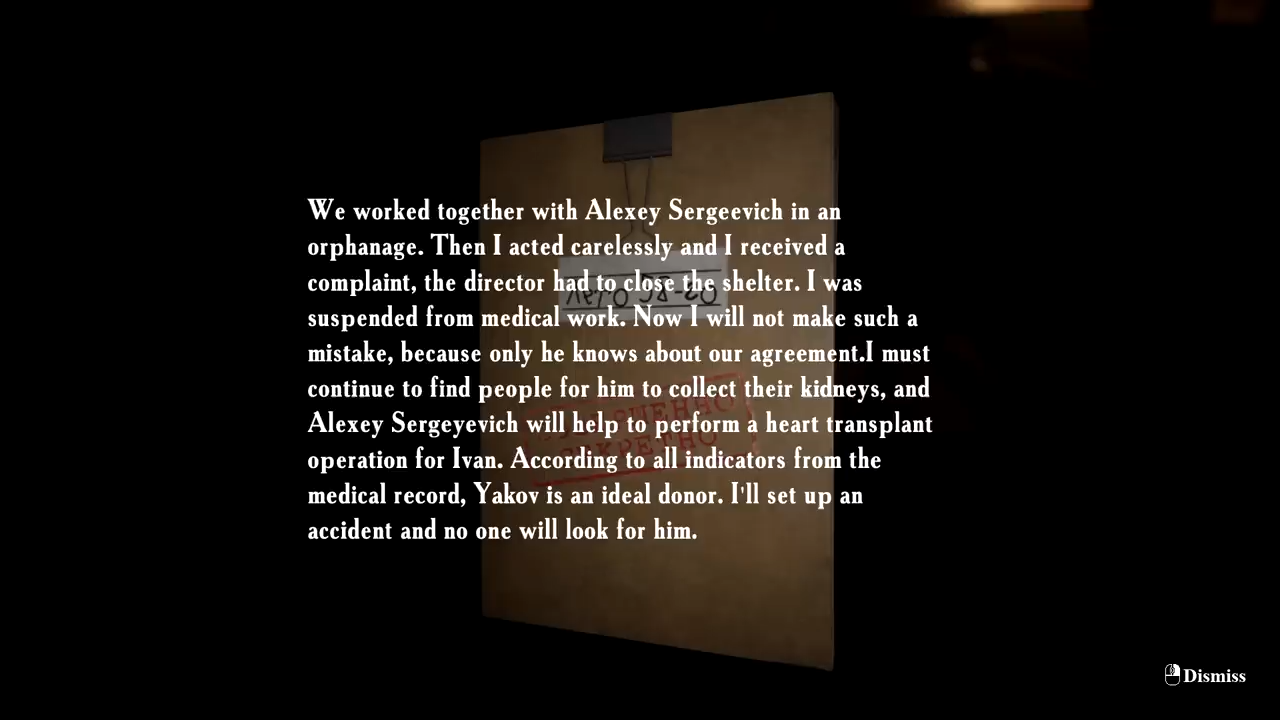 We worked together with Alexey Sergeevich in an
orphanage. Then I acted carelessly and I received a
complaint, the director had to close the shelter. I was
suspended from medical work. Now I will not make such a
mistake, because only he knows about our agreement.I must
continue to find people for him to collect their kidneys, and
Alexey Sergeyevich will help to perform a heart transplant
operation for Ivan. According to all indicators from the
medical record, Yakov is an ideal donor. I'll set up an
accident and no one will look for him.
Dismiss